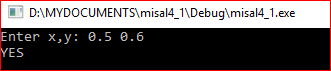 D:\MYDOCUMENTS\misal4_1\Debug\misal4_1.exe
Enter x,y: 0.5 0.6
YES